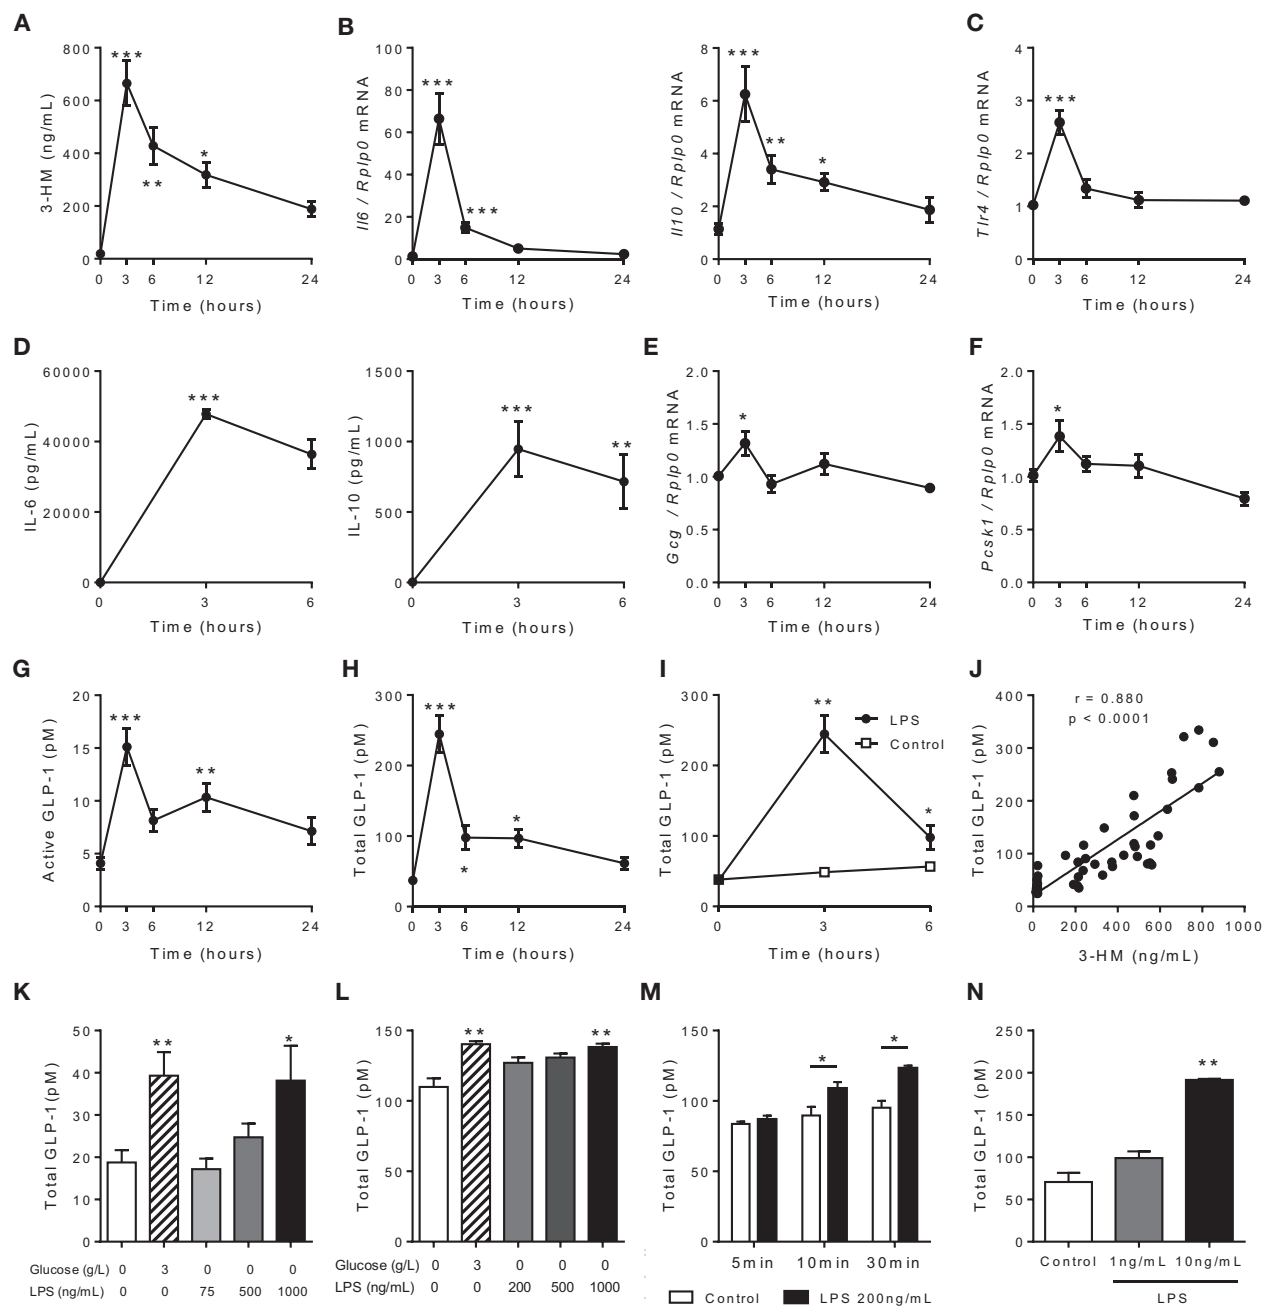 A
3-HM (ng/mL)
800
600
400
200
0
***
**
*
0 3 6 12 24
Time (hours)
B
Il6 / Rplp0 mRNA
100
80
60
40
20
0
***
***
0 3 6 12 24
Time (hours)
Il10 / Rplp0 mRNA
8
6
4
2
0
***
**
*
0 3 6 12 24
Time (hours)
C
Tlr4 / Rplp0 mRNA
4
3
2
1
0
***
0 3 6 12 24
Time (hours)
D
IL-6 (pg/mL)
60000
40000
20000
0
***
0 3 6
Time (hours)
IL-10 (pg/mL)
1500
1000
500
0
***
**
0 3 6
Time (hours)
E
Gcg / Rplp0 mRNA
2.0
1.5
1.0
0.5
0.0
*
0 3 6 12 24
Time (hours)
F
Pcsk1 / Rplp0 mRNA
2.0
1.5
1.0
0.5
0.0
*
0 3 6 12 24
Time (hours)
G
Active GLP-1 (pM)
20
15
10
5
0
***
**
0 3 6 12 24
Time (hours)
H
Total GLP-1 (pM)
300
200
100
0
***
*
*
0 3 6 12 24
Time (hours)
I
Total GLP-1 (pM)
300
200
100
0
**
*
LPS
Control
0 3 6
Time (hours)
J
Total GLP-1 (pM)
400
300
200
100
0
r = 0.880
p < 0.0001
0 200 400 600 800 1000
3-HM (ng/mL)
K
Total GLP-1(pM)
50
40
30
20
10
0
**
*
Glucose (g/L) 0 3 0 0 0
LPS (ng/mL) 0 0 75 500 1000
L
Total GLP-1 (pM)
150
100
50
0
**
**
Glucose (g/L) 0 3 0 0 0
LPS (ng/mL) 0 0 200 500 1000
M
Total GLP-1 (pM)
150
100
50
0
*
*
5min 10min 30min
Control LPS 200ng/mL
N
Total GLP-1 (pM)
250
200
150
100
50
0
**
Control 1ng/mL 10ng/mL
LPS